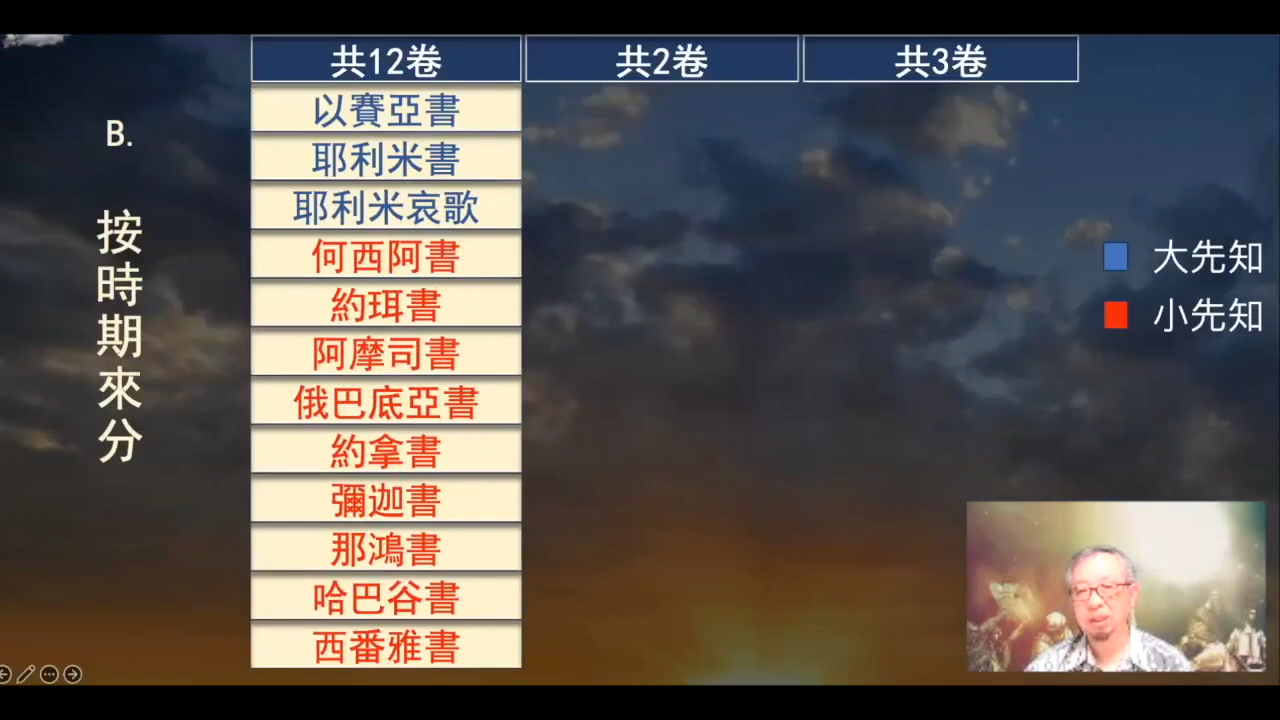 共12卷
共2卷
共3卷
B.
按時期來分
以賽亞書
耶利米書
耶利米哀歌
何西阿書
約珥書
阿摩司書
俄巴底亞書
約拿書
彌迦書
那鴻書
哈巴谷書
西番雅書
大先知
小先知